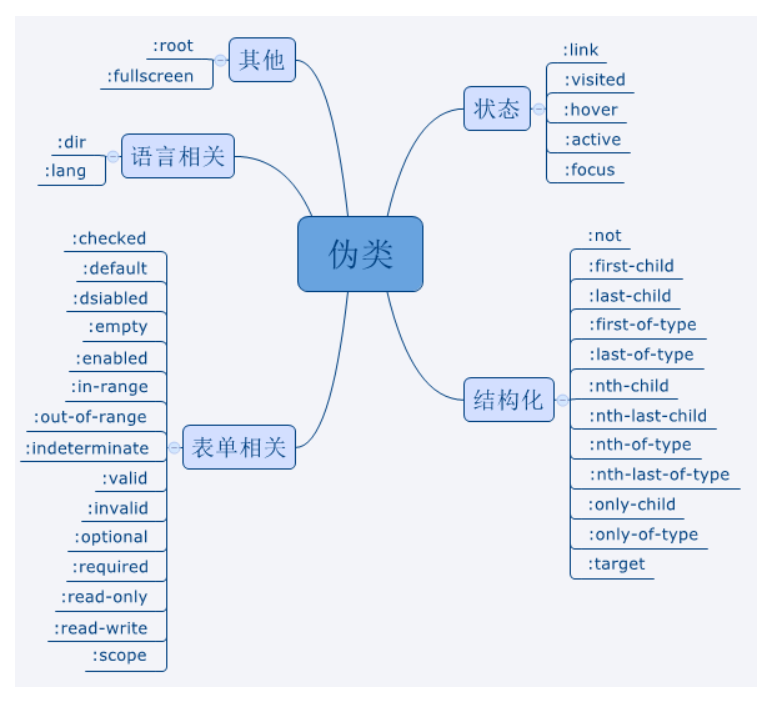 伪类
其他
:root
:fullscreen
语言相关
:dir
:lang
表单相关
:checked
:default
:dsiabled
:empty
:enabled
:in-range
:out-of-range
:indeterminate
:valid
:invalid
:optional
:required
:read-only
:read-write
:scope
状态
:link
:visited
:hover
:active
:focus
结构化
:not
:first-child
:last-child
:first-of-type
:last-of-type
:nth-child
:nth-last-child
:nth-of-type
:nth-last-of-type
:only-child
:only-of-type
:target